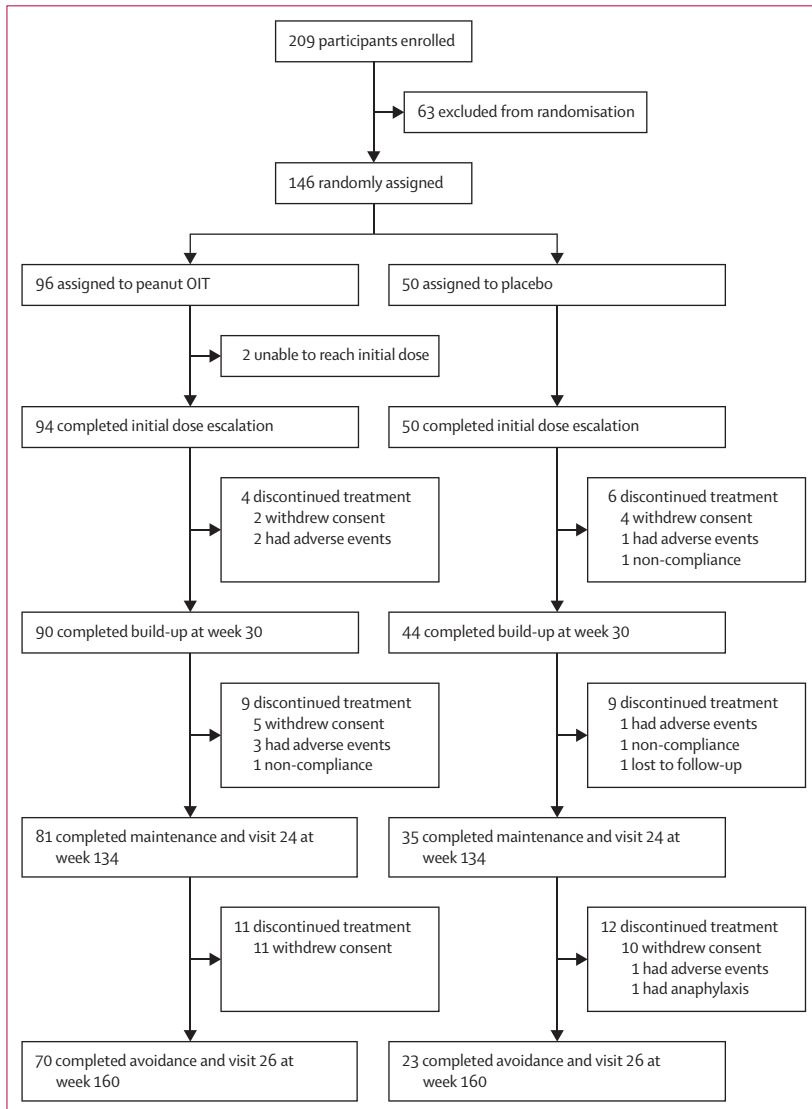 209 participants enrolled
63 excluded from randomisation
146 randomly assigned
96 assigned to peanut OIT
50 assigned to placebo
2 unable to reach initial dose
94 completed initial dose escalation
50 completed initial dose escalation
4 discontinued treatment
2 withdrew consent
2 had adverse events
6 discontinued treatment
4 withdrew consent
1 had adverse events
1 non-compliance
90 completed build-up at week 30
44 completed build-up at week 30
9 discontinued treatment
5 withdrew consent
3 had adverse events
1 non-compliance
9 discontinued treatment
1 had adverse events
1 non-compliance
1 lost to follow-up
81 completed maintenance and visit 24 at
week 134
35 completed maintenance and visit 24 at
week 134
11 discontinued treatment
11 withdrew consent
12 discontinued treatment
10 withdrew consent
1 had adverse events
1 had anaphylaxis
70 completed avoidance and visit 26 at
week 160
23 completed avoidance and visit 26 at
week 160